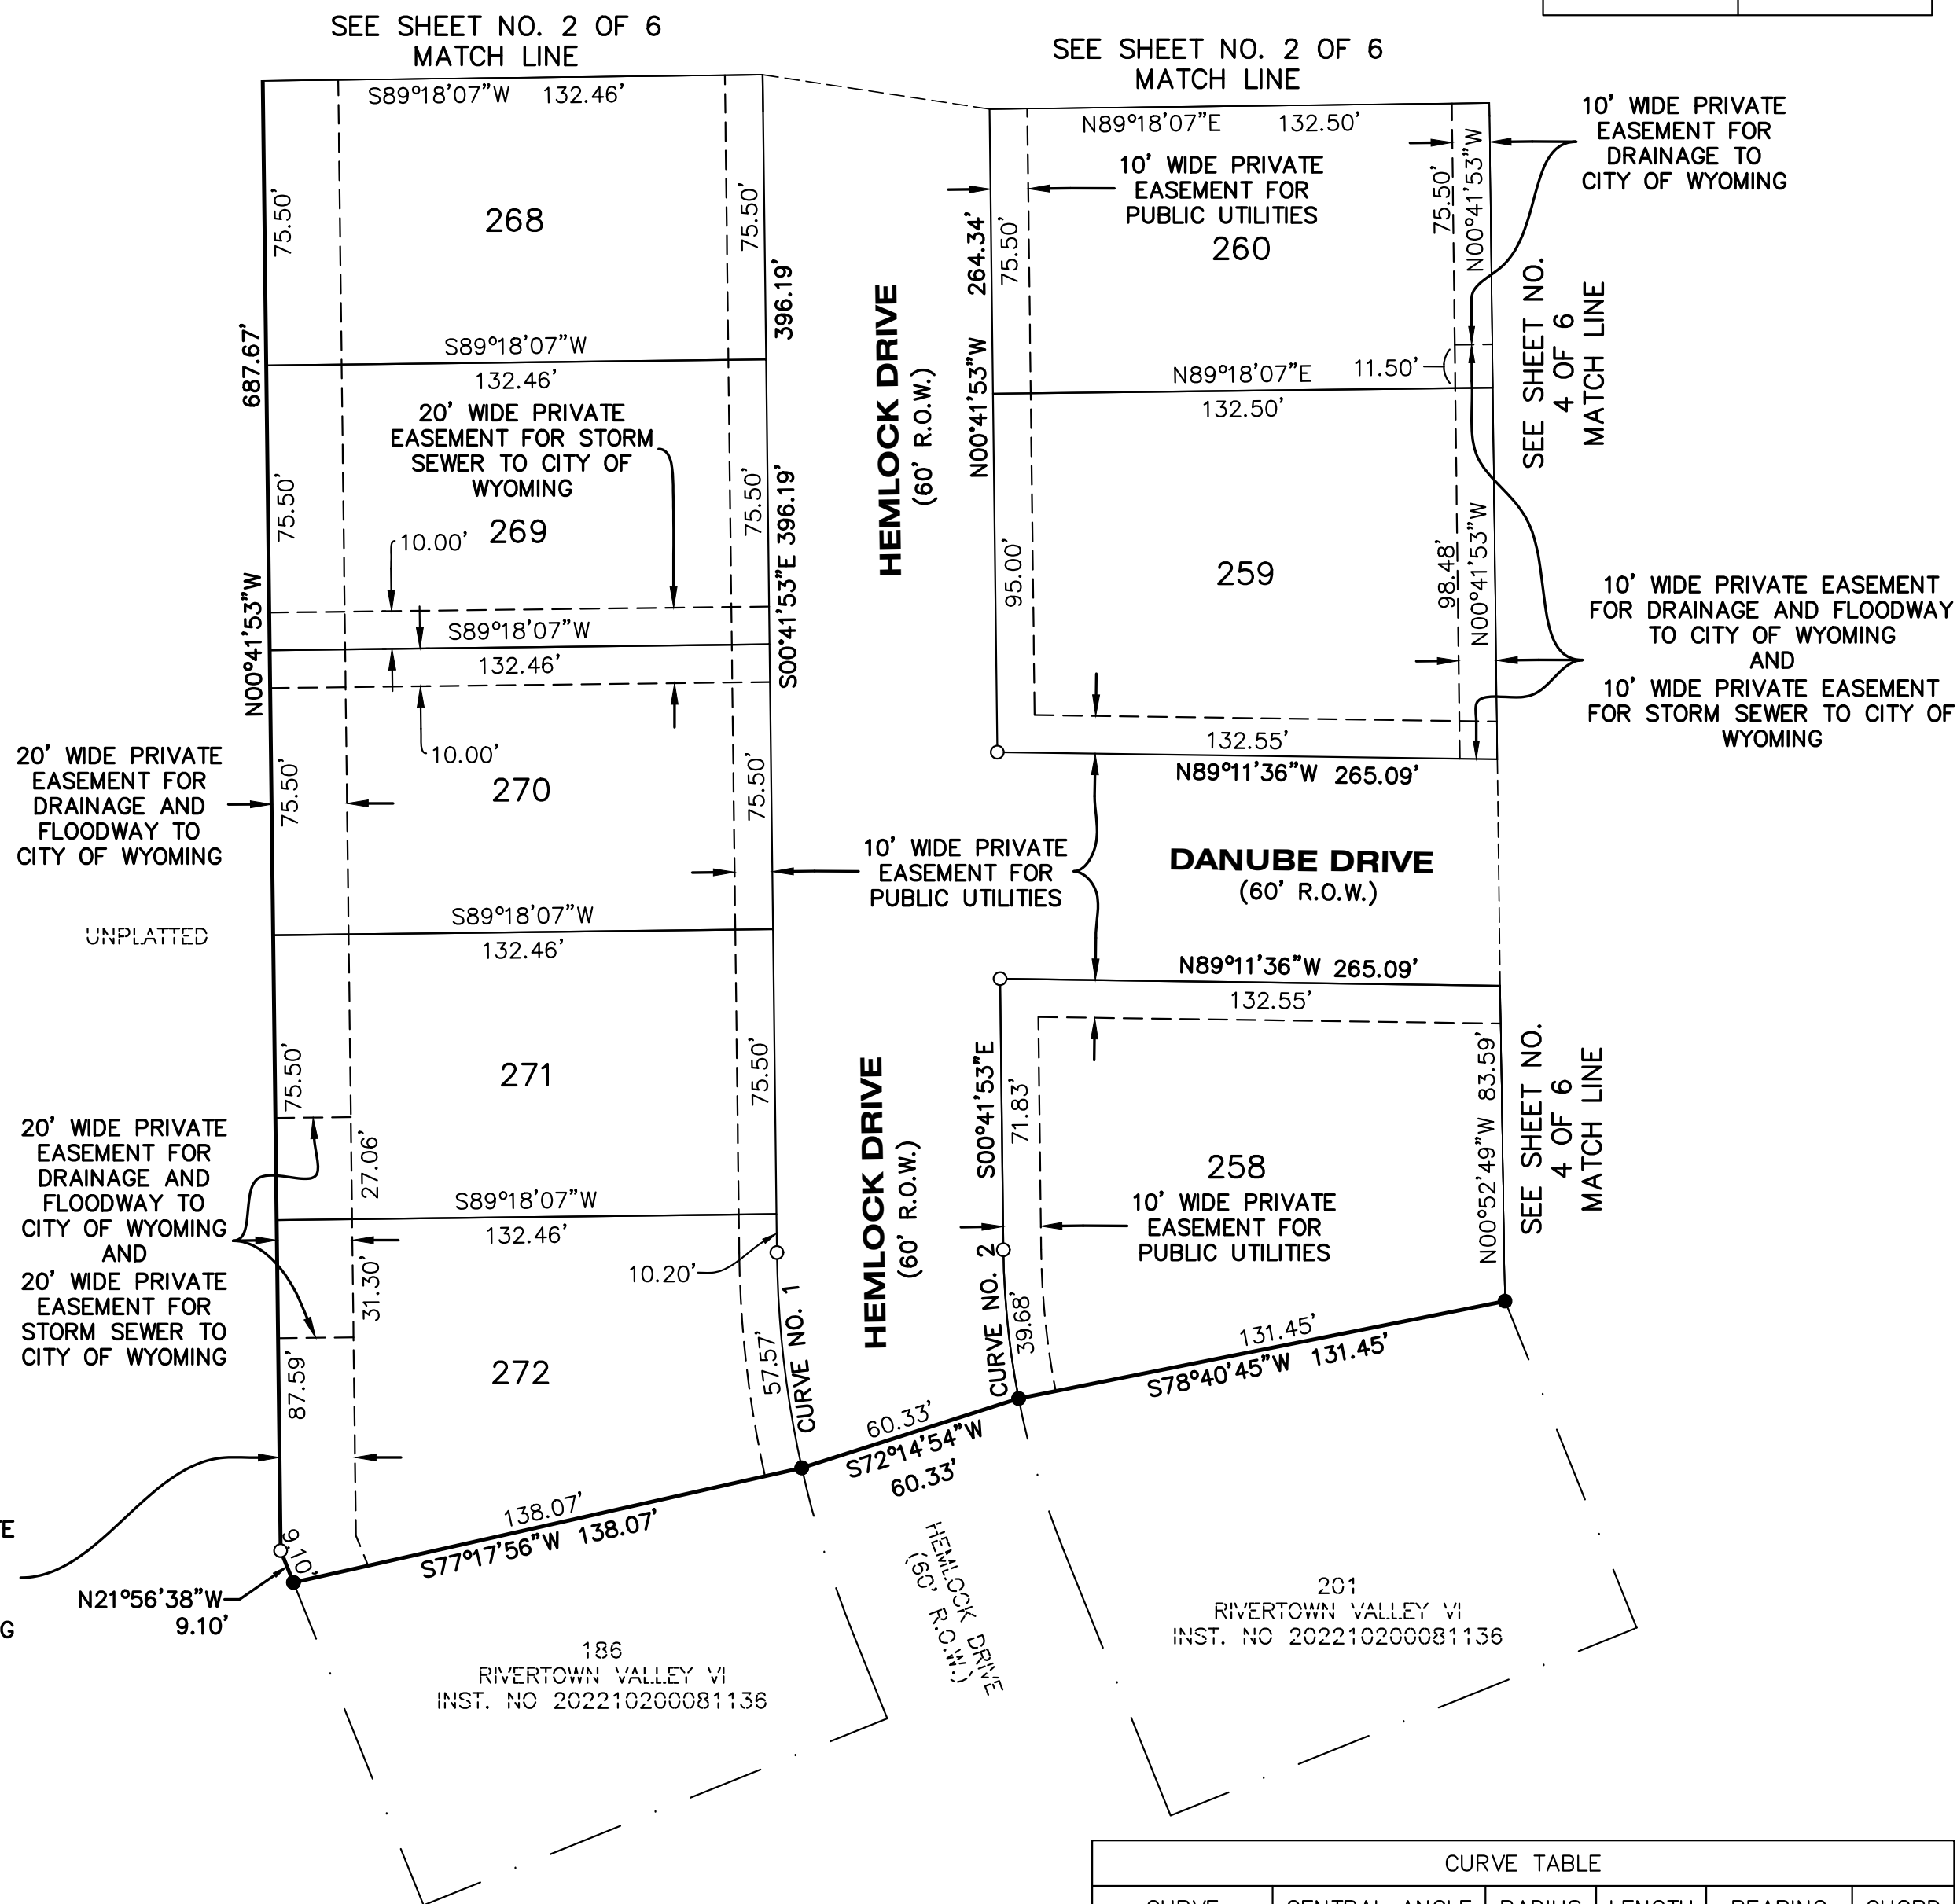 SEE SHEET NO. 2 OF 6
MATCH LINE
SEE SHEET NO. 2 OF 6
MATCH LINE
S89°18'07"W 132.46'
75.50'
268
75.50'
396.19'
687.67'
S89°18'07"W
132.46'
20' WIDE PRIVATE
EASEMENT FOR STORM
SEWER TO CITY OF
WYOMING
75.50'
269
10.00'
75.50'
S00°41'53"E 396.19'
N00°41'53"W
S89°18'07"W
132.46'
10.00'
20' WIDE PRIVATE
EASEMENT FOR
DRAINAGE AND
FLOODWAY TO
CITY OF WYOMING
75.50'
270
75.50'
10' WIDE PRIVATE
EASEMENT FOR
PUBLIC UTILITIES
UNPLATTED
S89°18'07"W
132.46'
75.50'
271
75.50'
20' WIDE PRIVATE
EASEMENT FOR
DRAINAGE AND
FLOODWAY TO
CITY OF WYOMING
AND
20' WIDE PRIVATE
EASEMENT FOR
STORM SEWER TO
CITY OF WYOMING
27.06'
S89°18'07"W
132.46'
31.30'
10.20'
87.59'
272
57.57'
CURVE NO. 1
138.07'
S77°17'56"W 138.07'
9.10'
N21°56'38"W
9.10'
TE
G
HEMLOCK DRIVE
(60' R.O.W.)
N89°18'07"E 132.50'
10' WIDE PRIVATE
EASEMENT FOR
PUBLIC UTILITIES
260
N00°41'53"W 264.34'
75.50'
75.50'
N00°41'53"W
10' WIDE PRIVATE
EASEMENT FOR
DRAINAGE TO
CITY OF WYOMING
SEE SHEET NO.
4 OF 6
MATCH LINE
N89°18'07"E 11.50'
132.50'
95.00'
259
98.48'
N00°41'53"W
10' WIDE PRIVATE EASEMENT
FOR DRAINAGE AND FLOODWAY
TO CITY OF WYOMING
AND
10' WIDE PRIVATE EASEMENT
FOR STORM SEWER TO CITY OF
WYOMING
132.55'
N89°11'36"W 265.09'
DANUBE DRIVE
(60' R.O.W.)
N89°11'36"W 265.09'
132.55'
HEMLOCK DRIVE
(60' R.O.W.)
S00°41'53"E
71.83'
258
10' WIDE PRIVATE
EASEMENT FOR
PUBLIC UTILITIES
N00°52'49"W 83.59'
SEE SHEET NO.
4 OF 6
MATCH LINE
CURVE NO. 2
39.68'
131.45'
S78°40'45"W 131.45'
60.33'
S72°14'54"W
60.33'
HEMLOCK DRIVE
(60' R.O.W.)
186
RIVERTOWN VALLEY VI
INST. NO 202210200081136
201
RIVERTOWN VALLEY VI
INST. NO 202210200081136
CURVE TABLE
CURVE CENTRAL ANGLE RADIUS LENGTH BEARING CHORD